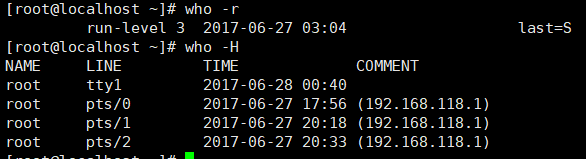 [root@localhost ~]# who -r
         run-level 3  2017-06-27 03:04                   last=S
[root@localhost ~]# who -H
NAME     LINE         TIME             COMMENT
root     tty1         2017-06-28 00:40
root     pts/0        2017-06-27 17:56 (192.168.118.1)
root     pts/1        2017-06-27 20:18 (192.168.118.1)
root     pts/2        2017-06-27 20:33 (192.168.118.1)
[root@localhost ~]#